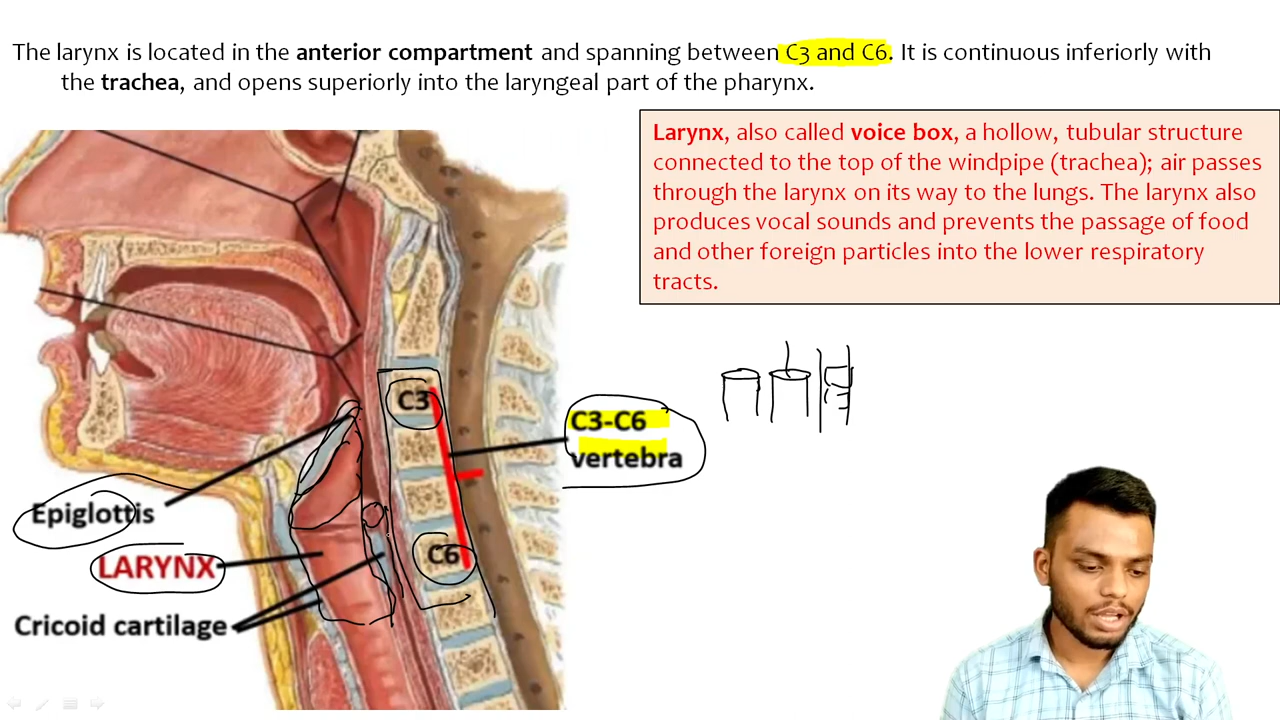 The larynx is located in the anterior compartment and spanning between C3 and C6. It is continuous inferiorly with
the trachea, and opens superiorly into the laryngeal part of the pharynx.
Larynx, also called voice box, a hollow, tubular structure
connected to the top of the windpipe (trachea); air passes
through the larynx on its way to the lungs. The larynx also
produces vocal sounds and prevents the passage of food
and other foreign particles into the lower respiratory
tracts.
C3
C3-C6
vertebra
Epiglottis
C6
LARYNX
Cricoid cartilage